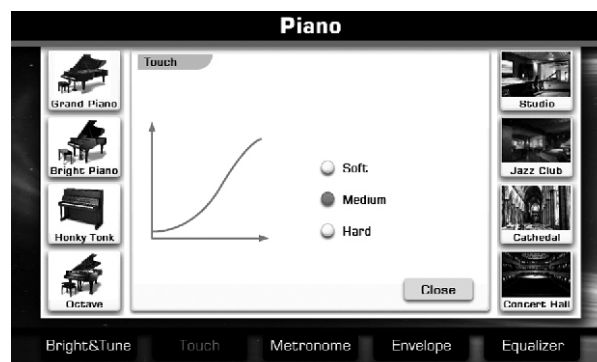 Piano
Touch
Grand Piano
Bright Piano
Honky Tonk
Octave
Soft
Medium
Hard
Close
Studio
Jazz Club
Cathedal
Concert Hall
Bright&Tune
Touch
Metronome
Envelope
Equalizer